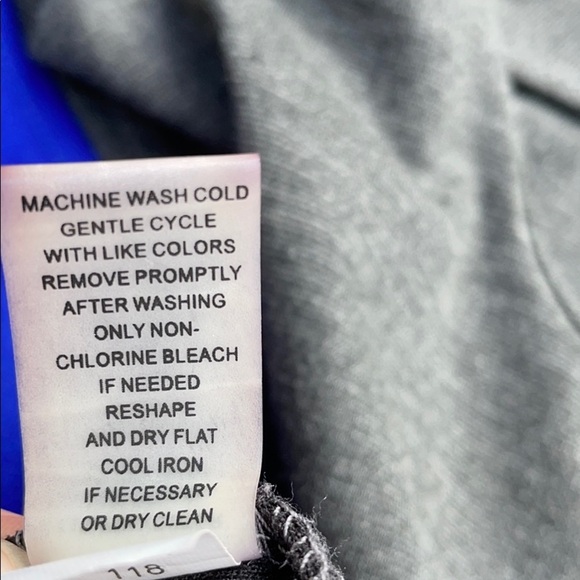 MACHINE WASH COLD
GENTLE CYCLE
WITH LIKE COLORS
REMOVE PROMPTLY
AFTER WASHING
ONLY NON-
CHLORINE BLEACH
IF NEEDED
RESHAPE
AND DRY FLAT
COOL IRON
IF NECESSARY
OR DRY CLEAN
118